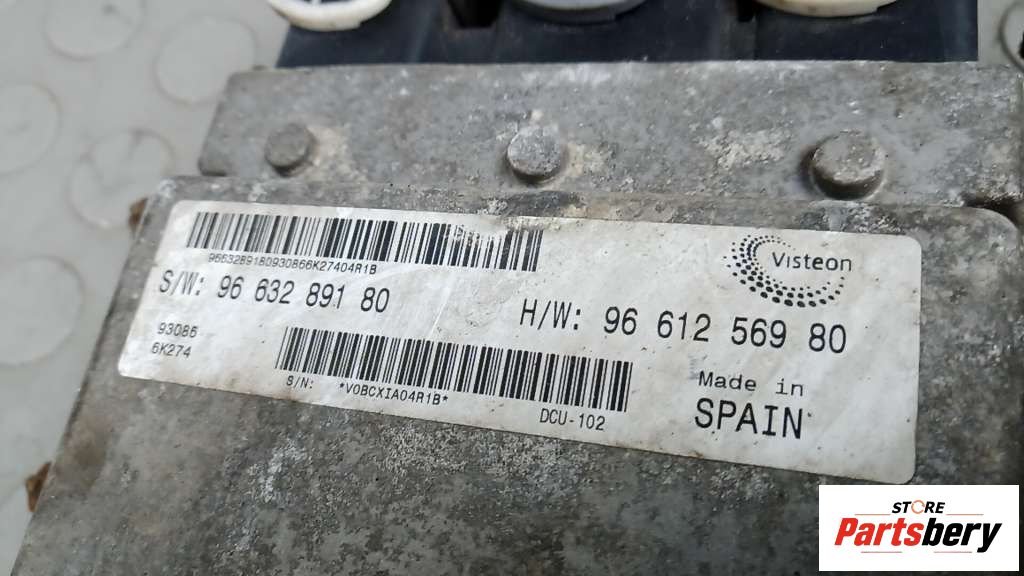 9663289180930866K27404R1B
S/W: 96 632 891 80
H/W: 96 612 569 80
Visteon
93086
6K274
S/N: *V0BCXIA04R1B*
DCU-102
Made in
SPAIN
STORE
Partsbery